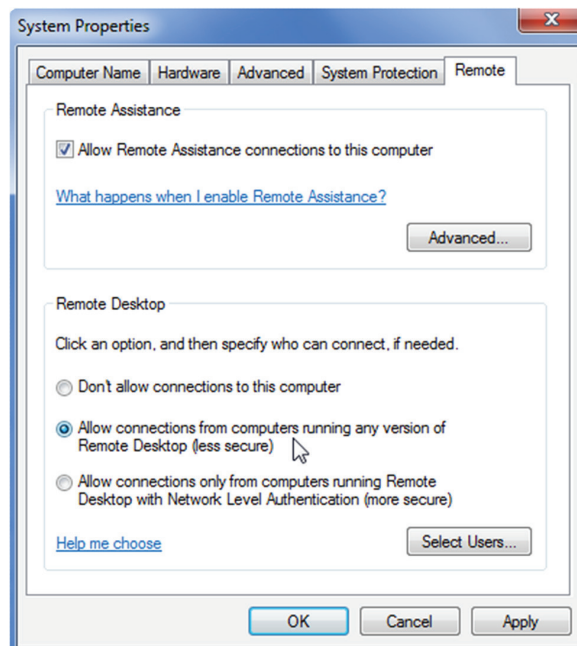 System Properties
Computer Name Hardware Advanced System Protection Remote
Remote Assistance
Allow Remote Assistance connections to this computer
What happens when I enable Remote Assistance?
Advanced...
Remote Desktop
Click an option, and then specify who can connect, if needed.
Don't allow connections to this computer
Allow connections from computers running any version of
Remote Desktop (less secure)
Allow connections only from computers running Remote
Desktop with Network Level Authentication (more secure)
Help me choose Select Users...
OK Cancel Apply